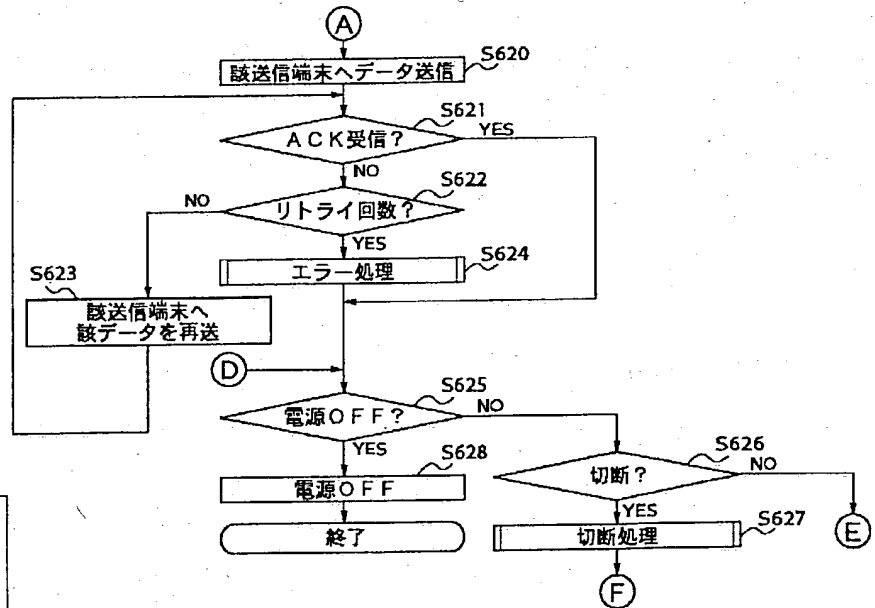 A
該送信端末へデータ送信
S620
ACK受信?
S621
YES
NO
リトライ回数?
S622
NO
YES
エラー処理
S624
S623
該送信端末へ
該データを再送
D
電源OFF?
S625
NO
YES
電源OFF
S628
終了
切断?
S626
NO
YES
切断処理
S627
E
F